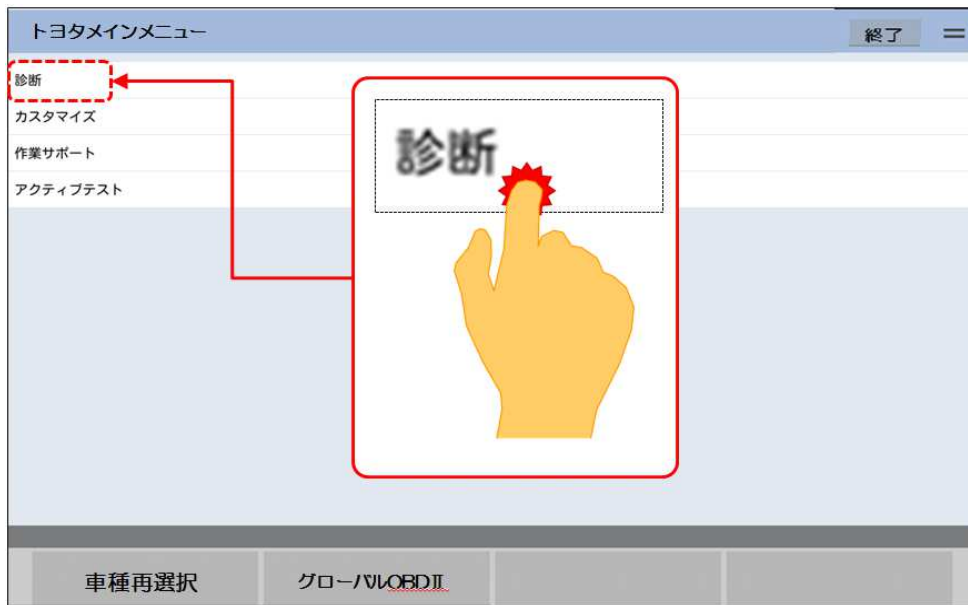 トヨタメインメニュー
終了
診断
カスタマイズ
作業サポート
アクティブテスト
診断
車種再選択
グローバルOBDⅡ